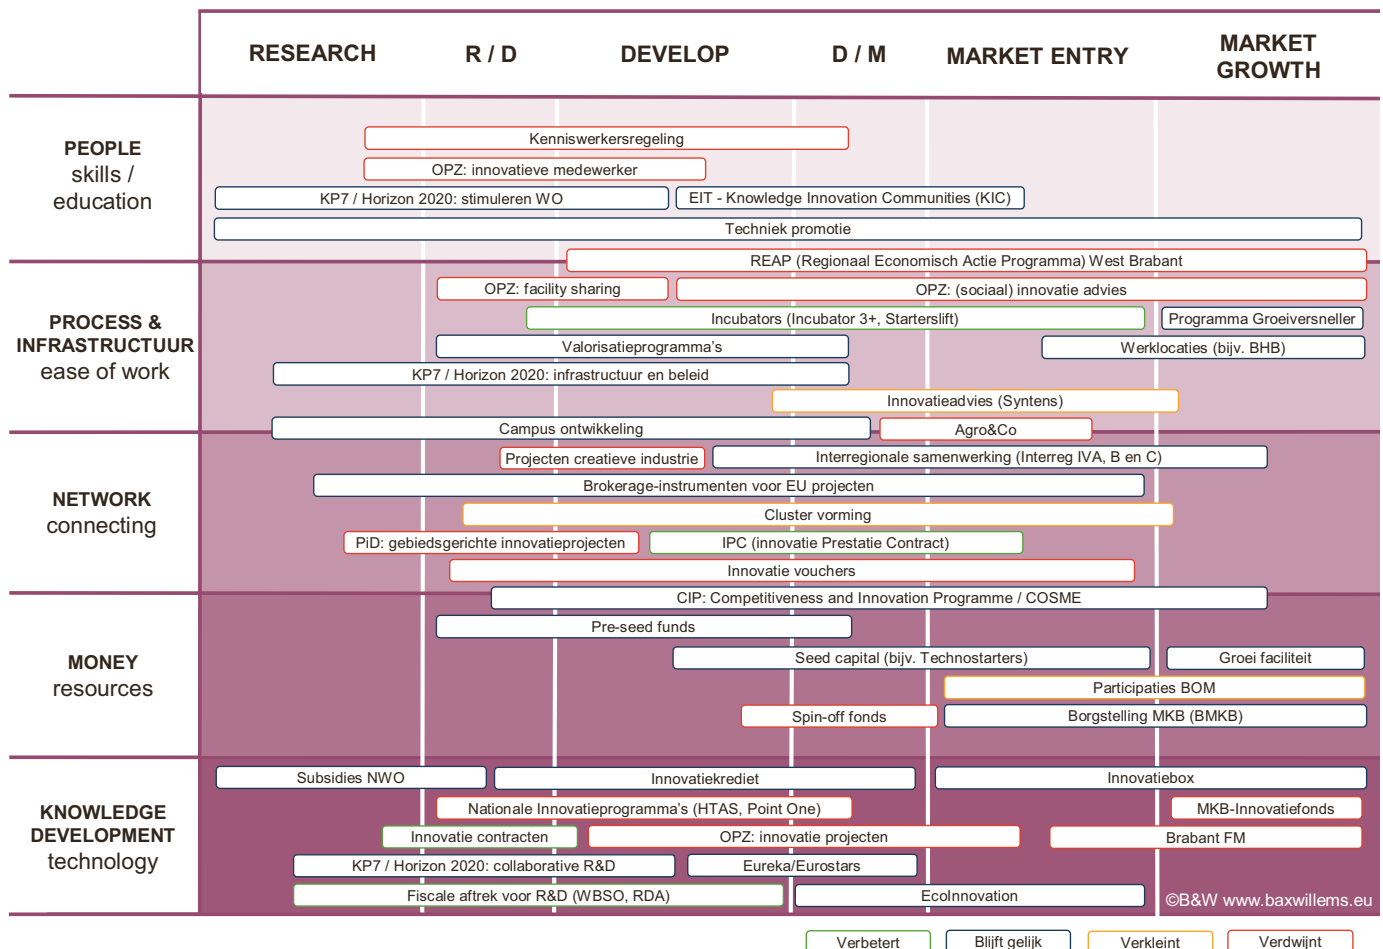 RESEARCH
R / D
DEVELOP
D / M
MARKET ENTRY
MARKET
GROWTH
PEOPLE
skills /
education
Kenniswerkersregeling
OPZ: innovatieve medewerker
KP7 / Horizon 2020: stimuleren WO
EIT - Knowledge Innovation Communities (KIC)
Techniek promotie
REAP (Regionaal Economisch Actie Programma) West Brabant
PROCESS &
INFRASTRUCTUUR
ease of work
OPZ: facility sharing
OPZ: (sociaal) innovatie advies
Incubators (Incubator 3+, Starterslift)
Programma Groeiversneller
Valorisatieprogramma's
Werklocaties (bijv. BHB)
KP7 / Horizon 2020: infrastructuur en beleid
Innovatieadvies (Syntens)
Campus ontwikkeling
Agro&Co
NETWORK
connecting
Projecten creatieve industrie
Interregionale samenwerking (Interreg IVA, B en C)
Brokerage-instrumenten voor EU projecten
Cluster vorming
PiD: gebiedsgerichte innovatieprojecten
IPC (innovatie Prestatie Contract)
Innovatie vouchers
CIP: Competitiveness and Innovation Programme / COSME
MONEY
resources
Pre-seed funds
Seed capital (bijv. Technostarters)
Groei faciliteit
Participaties BOM
Spin-off fonds
Borgstelling MKB (BMKB)
KNOWLEDGE
DEVELOPMENT
technology
Subsidies NWO
Innovatiekrediet
Innovatiebox
Nationale Innovatieprogramma's (HTAS, Point One)
MKB-Innovatiefonds
Innovatie contracten
OPZ: innovatie projecten
Brabant FM
KP7 / Horizon 2020: collaborative R&D
Eureka/Eurostars
Fiscale aftrek voor R&D (WBSO, RDA)
EcoInnovation
©B&W www.baxwillems.eu
Verbetert
Blijft gelijk
Verkleint
Verdwijnt